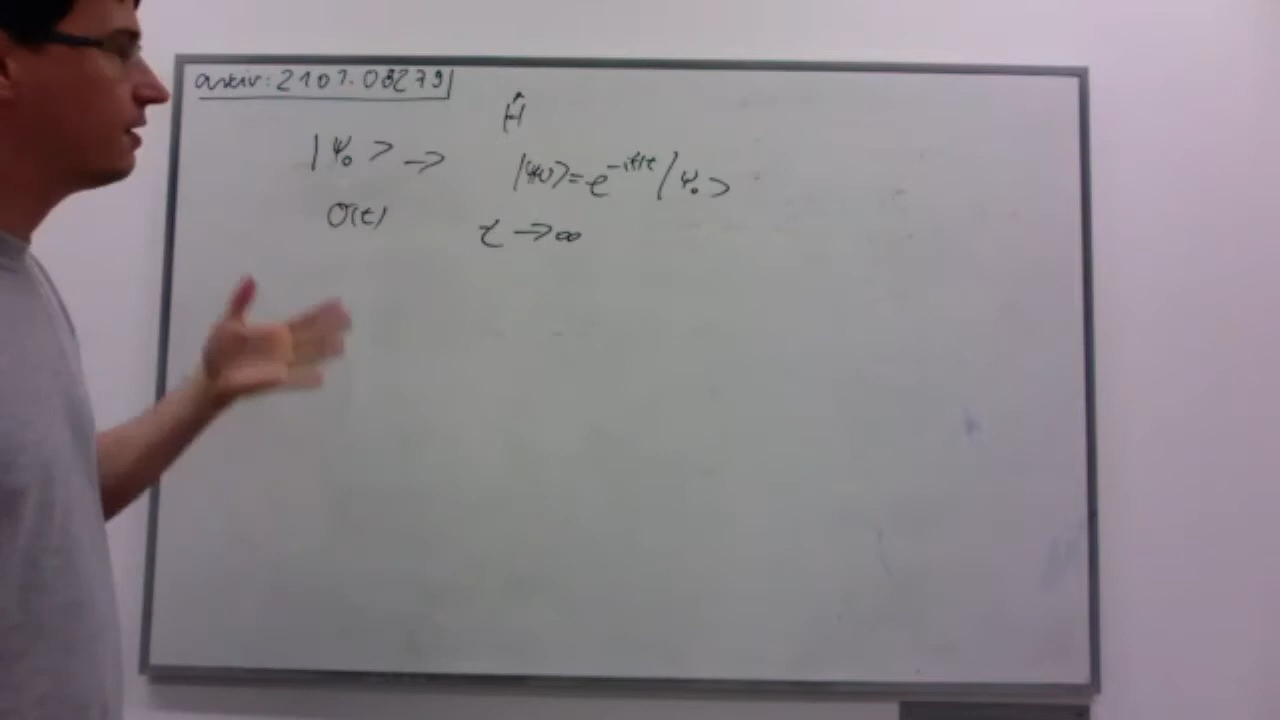 arxiv: 2107.08279
Ĥ
|Ψ₀> → |Ψ(t)> = e^{-iĤt} |Ψ₀>
O(t) t → ∞